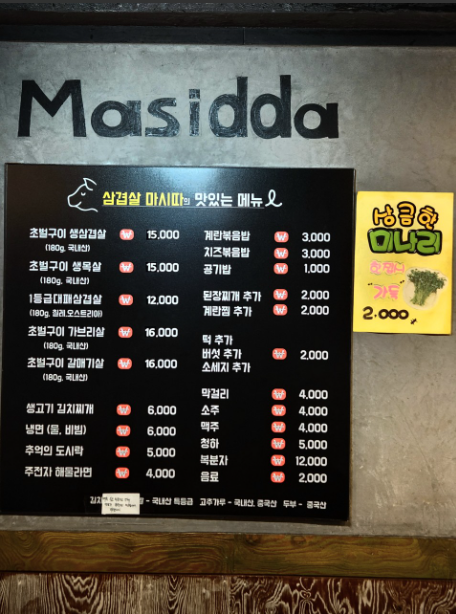 Masidda
삼겹살 마시따의 맛있는 메뉴
초벌구이 생삼겹살 ₩ 15,000
(180g, 국내산)
초벌구이 생목살 ₩ 15,000
(180g, 국내산)
1등급대패삼겹살 ₩ 12,000
(180g, 칠레,오스트리아)
초벌구이 가브리살 ₩ 16,000
(180g, 국내산)
초벌구이 갈매기살 ₩ 16,000
(180g, 국내산)
생고기 김치찌개 ₩ 6,000
냉면 (물, 비빔) ₩ 6,000
추억의 도시락 ₩ 5,000
주전자 해물라면 ₩ 4,000
계란볶음밥 ₩ 3,000
치즈볶음밥 ₩ 3,000
공기밥 ₩ 1,000
된장찌개 추가 ₩ 2,000
계란찜 추가 ₩ 2,000
떡 추가
버섯 추가 ₩ 2,000
소세지 추가
막걸리 ₩ 4,000
소주 ₩ 4,000
맥주 ₩ 4,000
청하 ₩ 5,000
복분자 ₩ 12,000
음료 ₩ 2,000
- 국내산 특등급 고추가루 - 국내산, 중국산 두부 - 중국산
상큼한
미나리
가득
2.000